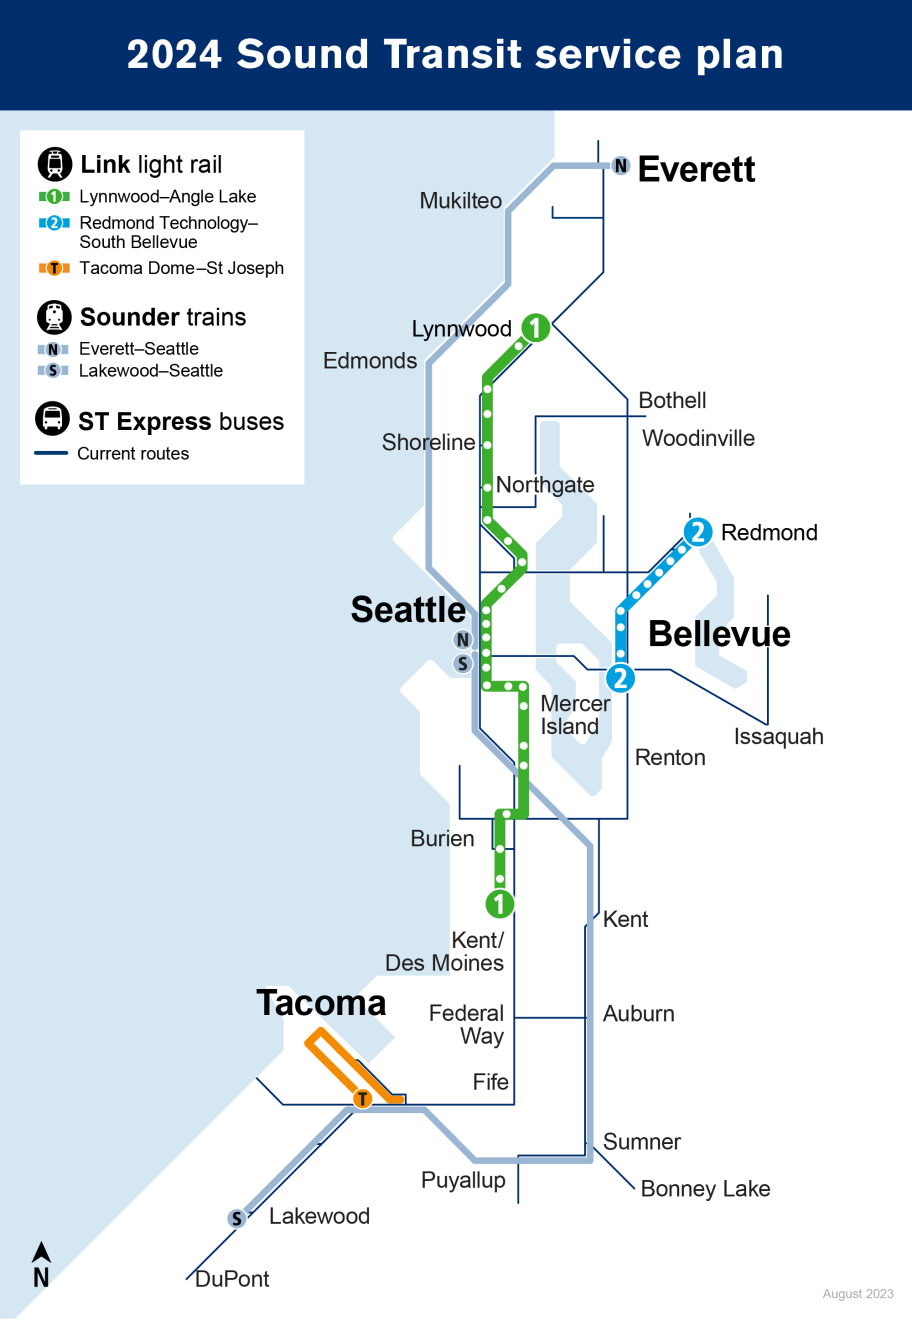 2024 Sound Transit service plan
Link light rail
1 Lynnwood–Angle Lake
2 Redmond Technology–
South Bellevue
T Tacoma Dome–St Joseph
Sounder trains
N Everett–Seattle
S Lakewood–Seattle
ST Express buses
Current routes
N Everett
Mukilteo
Lynnwood 1
Edmonds
Bothell
Woodinville
Shoreline
Northgate
2 Redmond
Seattle
N
S
Bellevue
2
Mercer
Island
Issaquah
Renton
Burien
1
Kent
Kent/
Des Moines
Tacoma
Federal
Way
Auburn
Fife
T
Sumner
Puyallup
Bonney Lake
S Lakewood
N
DuPont
August 2023